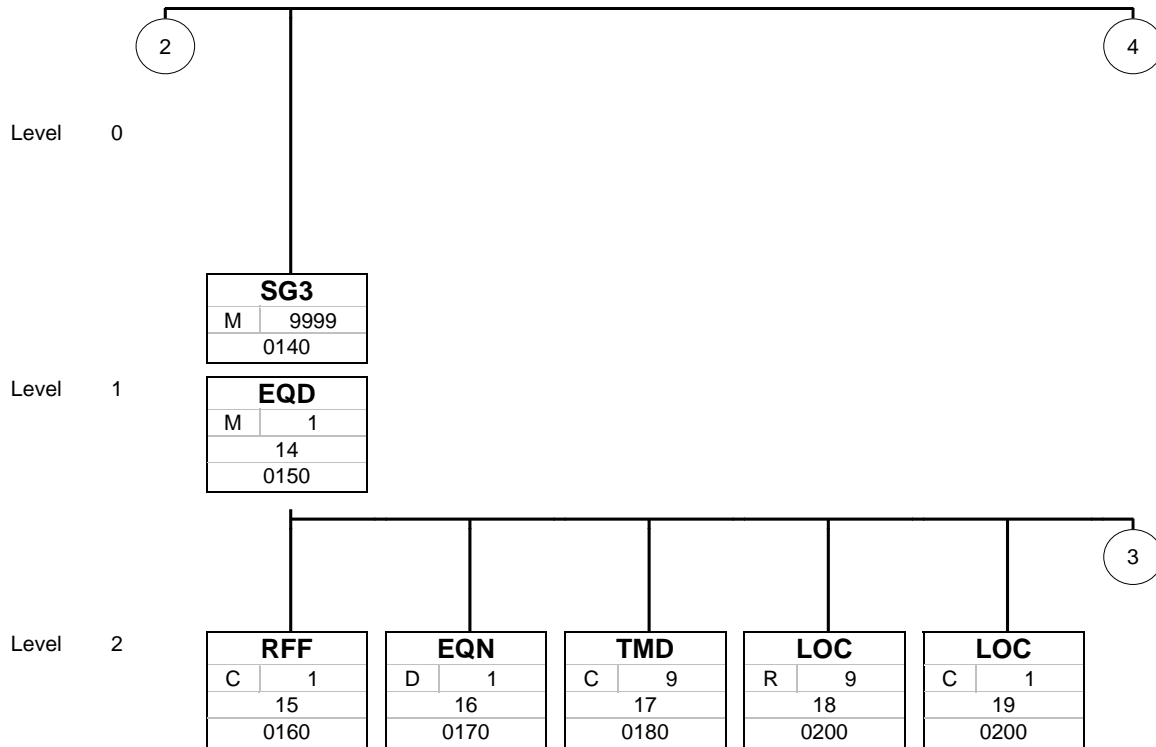 2 4
Level 0
SG3
M 9999
0140
Level 1
EQD
M 1
14
0150
3
Level 2
RFF EQN TMD LOC LOC
C 1 D 1 C 9 R 9 C 1
15 16 17 18 19
0160 0170 0180 0200 0200